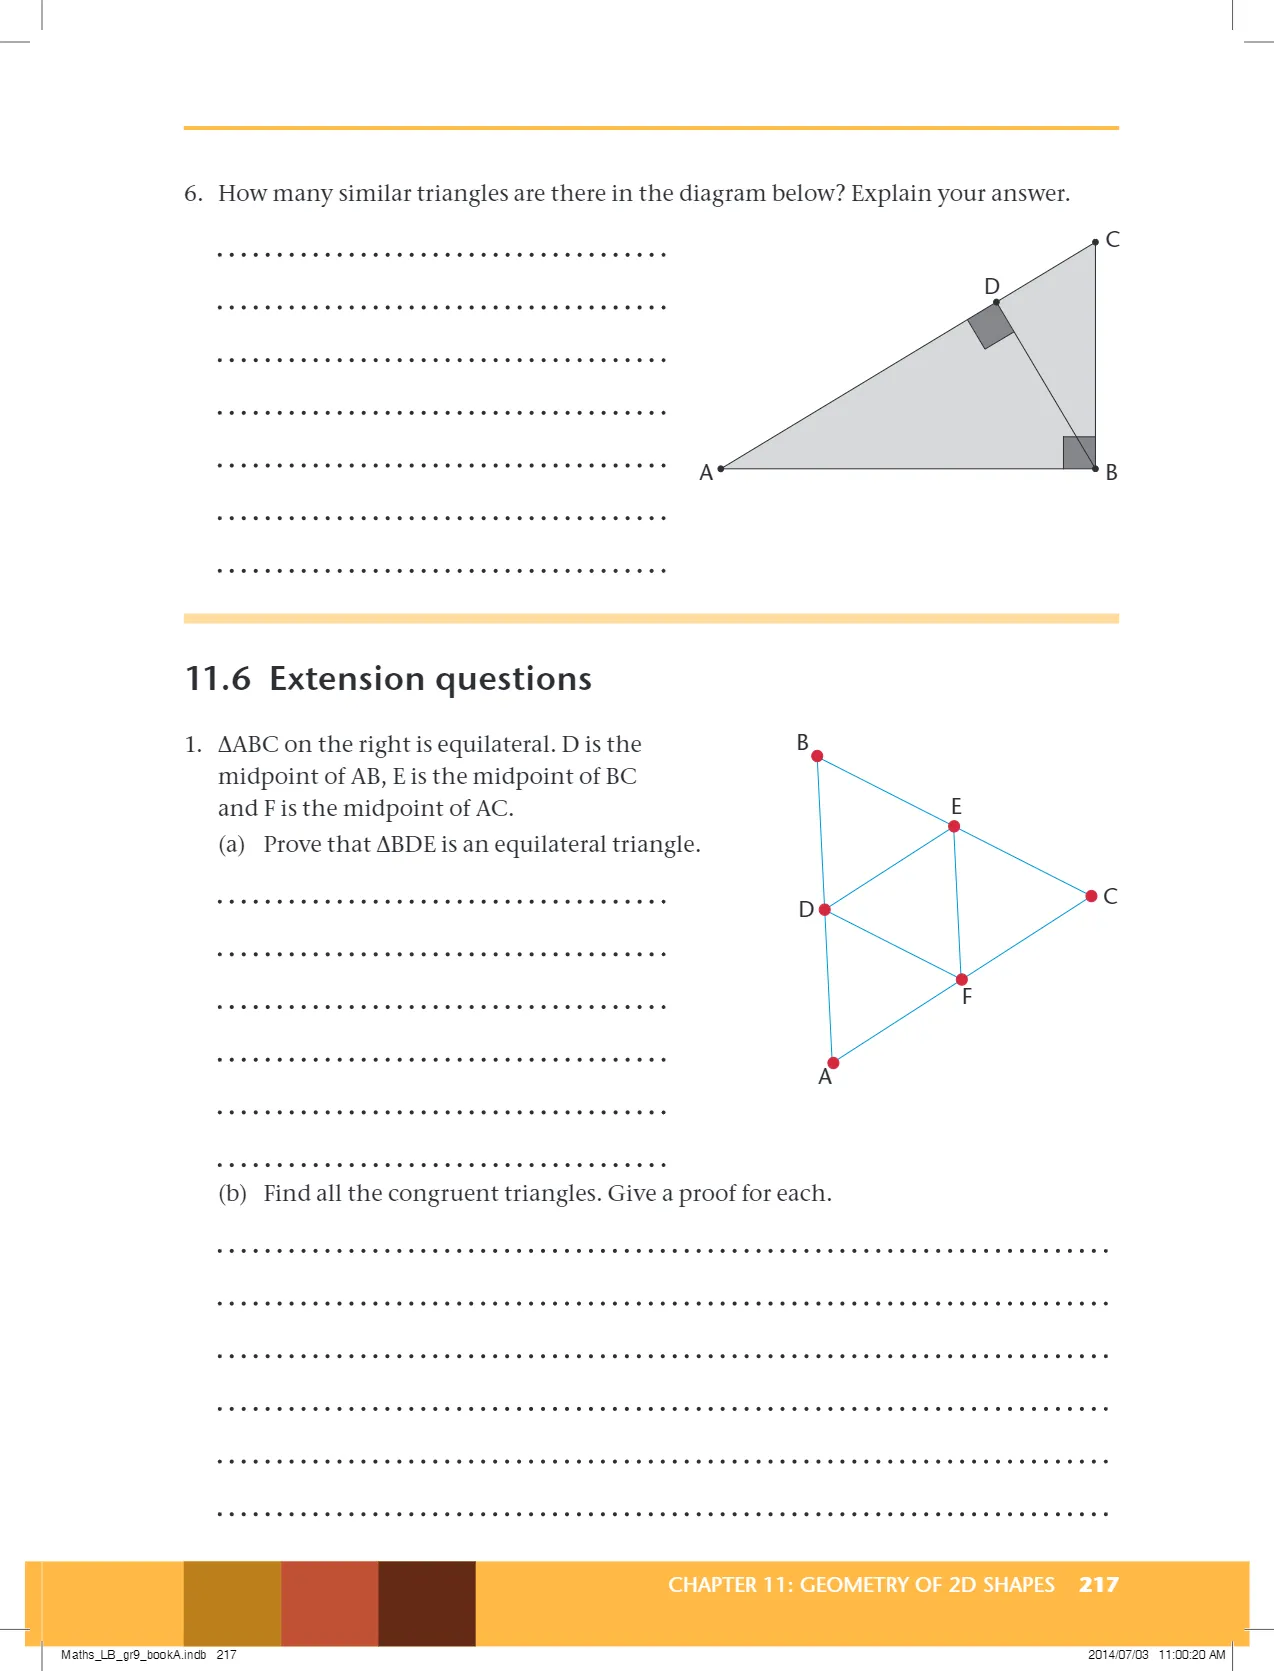 6. How many similar triangles are there in the diagram below? Explain your answer.
C
D
A
B
11.6 Extension questions
1. ΔABC on the right is equilateral. D is the
midpoint of AB, E is the midpoint of BC
and F is the midpoint of AC.
(a) Prove that ΔBDE is an equilateral triangle.
B
E
C
D
F
A
(b) Find all the congruent triangles. Give a proof for each.
CHAPTER 11: GEOMETRY OF 2D SHAPES 217
Maths_LB_gr9_bookA.indb 217
2014/07/03 11:00:20 AM